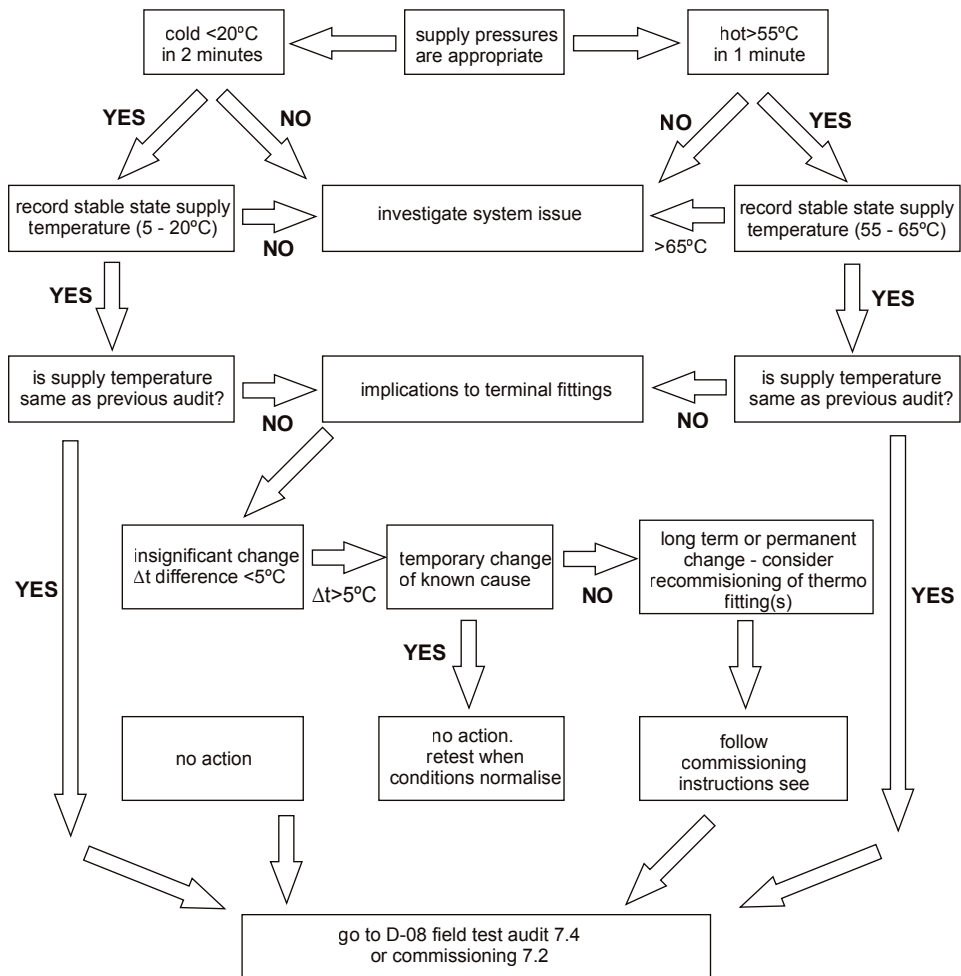 cold <20ºC
in 2 minutes
supply pressures
are appropriate
hot>55ºC
in 1 minute
YES
NO
NO
YES
record stable state supply
temperature (5 - 20ºC)
NO
investigate system issue
>65ºC
record stable state supply
temperature (55 - 65ºC)
YES
YES
is supply temperature
same as previous audit?
NO
implications to terminal fittings
NO
is supply temperature
same as previous audit?
YES
insignificant change
Δt difference <5ºC
Δt>5ºC
temporary change
of known cause
NO
long term or permanent
change - consider
recommisioning of thermo
fitting(s)
YES
YES
no action
no action.
retest when
conditions normalise
follow
commissioning
instructions see
go to D-08 field test audit 7.4
or commissioning 7.2